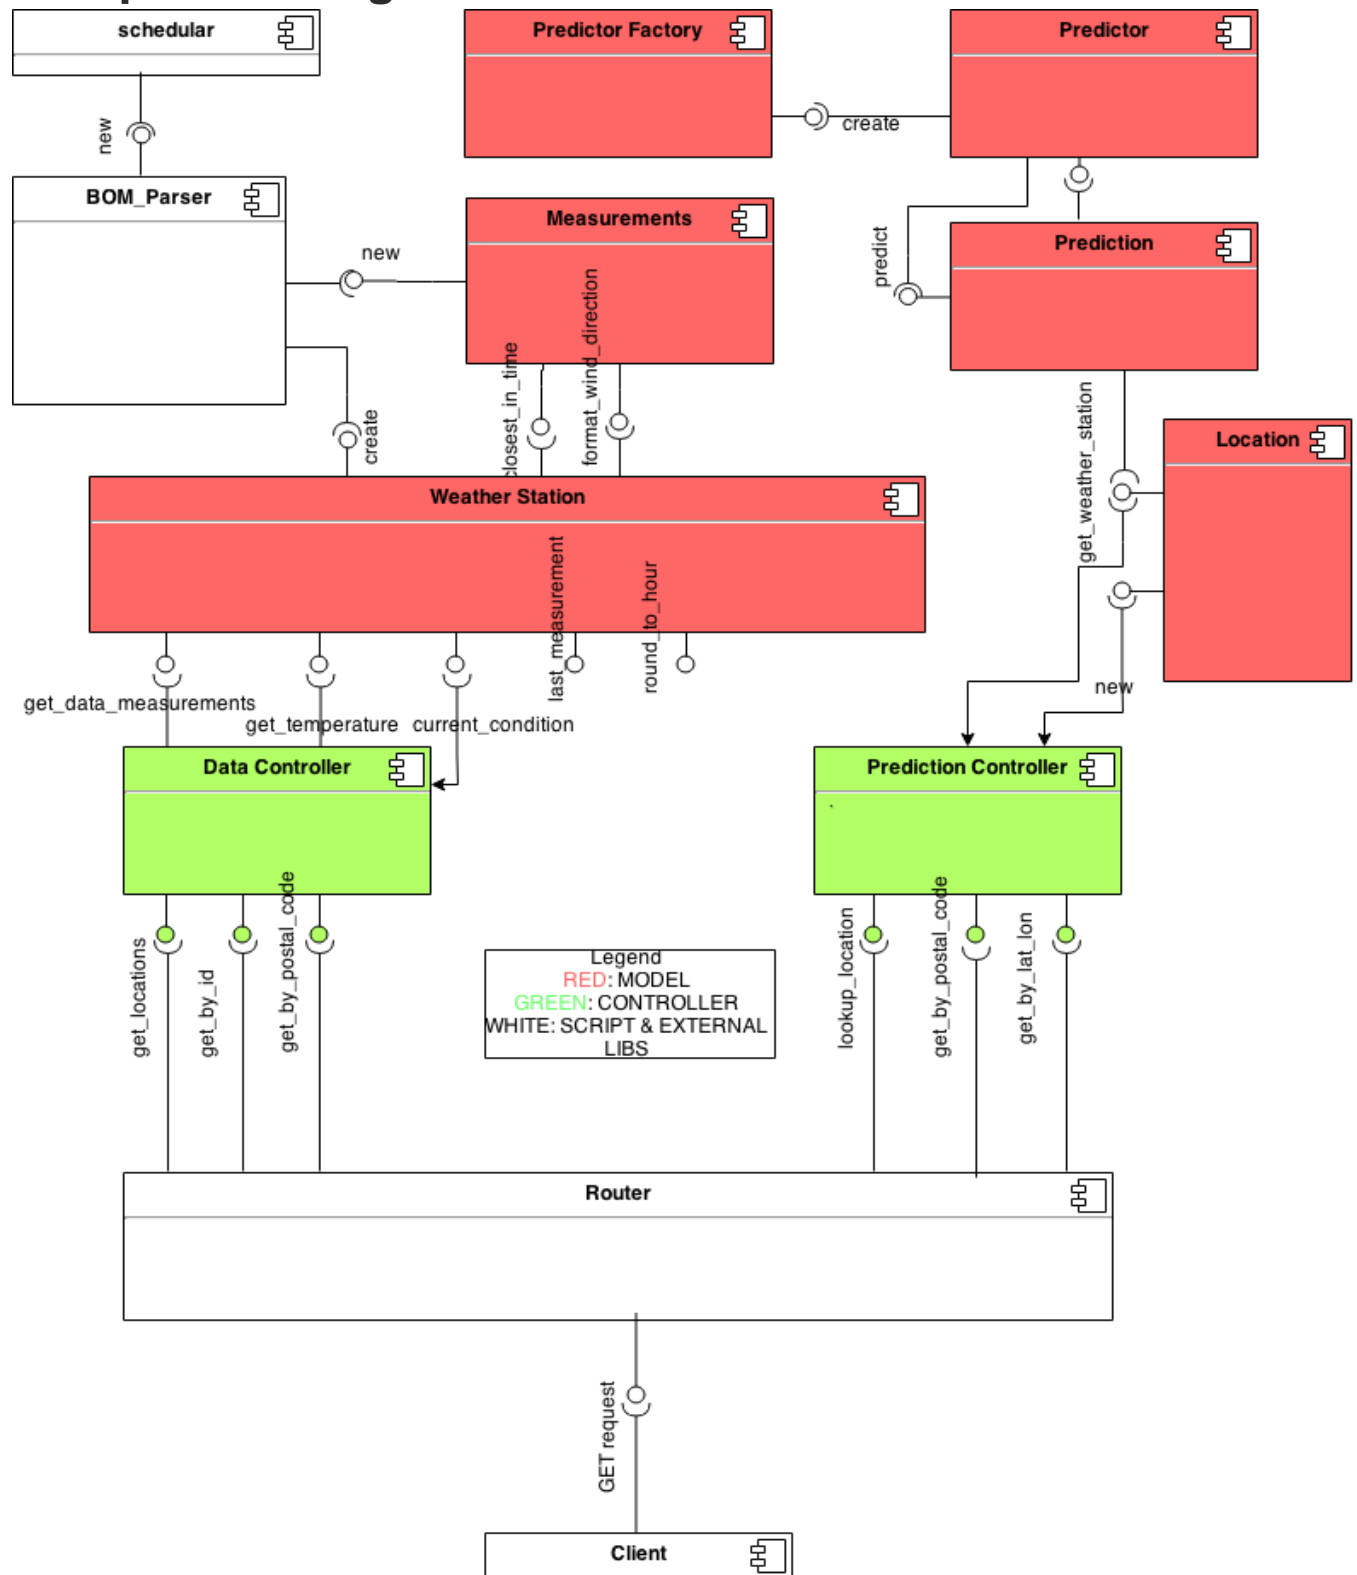 schedular
Predictor Factory
Predictor
create
new
BOM_Parser
Measurements
Prediction
new
predict
closest_in_time
format_wind_direction
create
get_weather_station
Location
Weather Station
last_measurement
round_to_hour
new
get_data_measurements
get_temperature
current_condition
Data Controller
Prediction Controller
get_locations
get_by_id
get_by_postal_code
lookup_location
get_by_postal_code
get_by_lat_lon
Legend
RED: MODEL
GREEN: CONTROLLER
WHITE: SCRIPT & EXTERNAL
LIBS
Router
GET request
Client